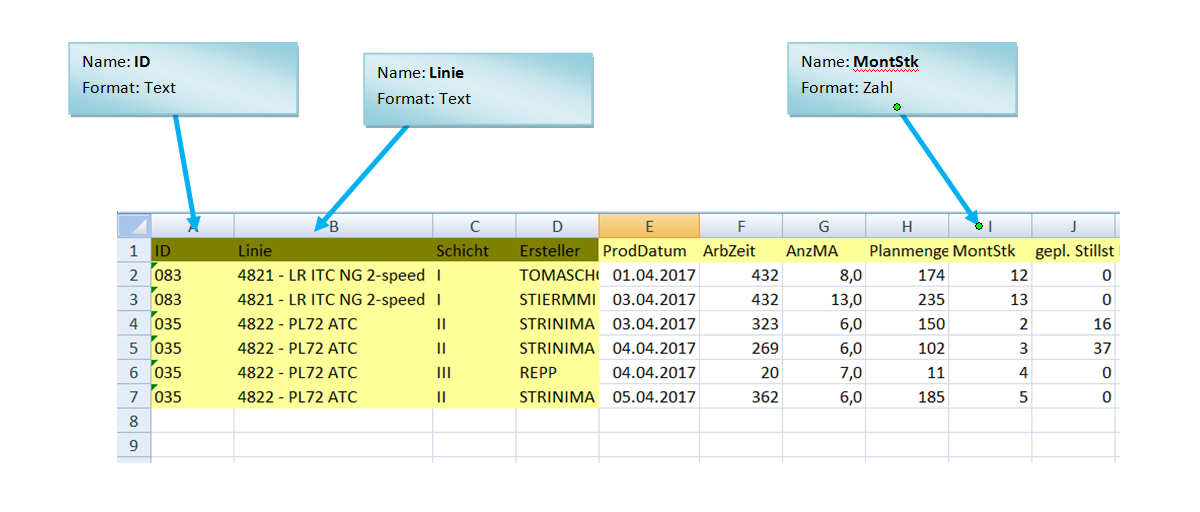 Name: ID
Format: Text
Name: Linie
Format: Text
Name: MontStk
Format: Zahl
A B C D E F G H I J
1 ID Linie Schicht Ersteller ProdDatum ArbZeit AnzMA Planmenge MontStk gepl. Stillst
2 083 4821 - LR ITC NG 2-speed I TOMASCH 01.04.2017 432 8,0 174 12 0
3 083 4821 - LR ITC NG 2-speed I STIERMMI 03.04.2017 432 13,0 235 13 0
4 035 4822 - PL72 ATC II STRINIMA 03.04.2017 323 6,0 150 2 16
5 035 4822 - PL72 ATC II STRINIMA 04.04.2017 269 6,0 102 3 37
6 035 4822 - PL72 ATC III REPP 04.04.2017 20 7,0 11 4 0
7 035 4822 - PL72 ATC II STRINIMA 05.04.2017 362 6,0 185 5 0
8
9